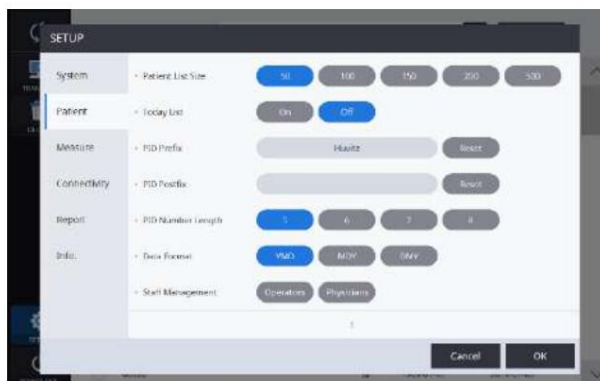 SETUP
System
Patient
Measure
Connectivity
Report
Info.
Patient List Size 50 100 150 200 500
Today List On Off
PID Prefix Huvitz Reset
PID Postfix Reset
PID Number Length 5 6 7 8
Date Format YMD MDY DMY
Staff Management Operators Physicians
Cancel OK